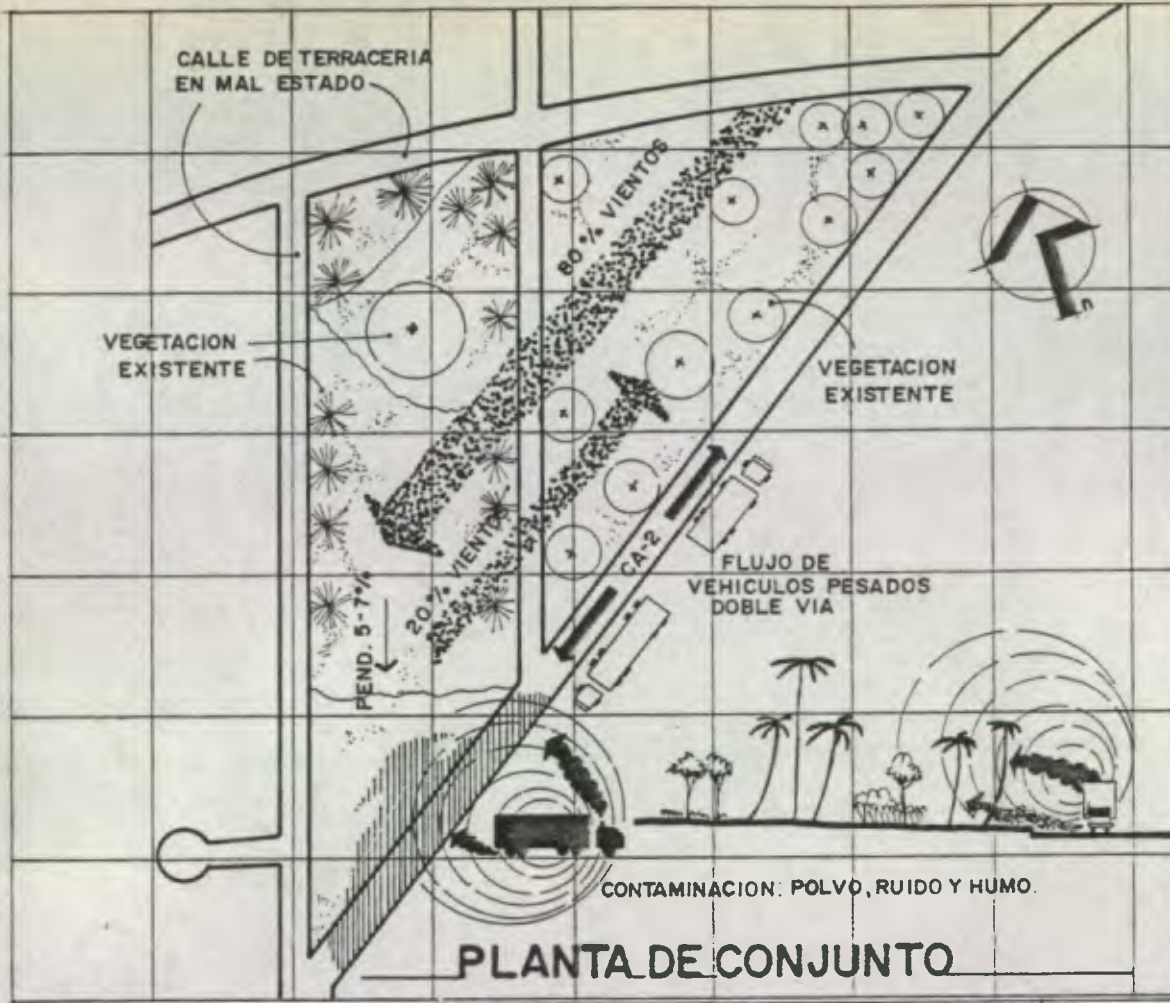 CALLE DE TERRACERIA
EN MAL ESTADO
80% VIENTOS
n
VEGETACION
EXISTENTE
VEGETACION
EXISTENTE
CA-2
20% VIENTOS
PEND. 5-7%
FLUJO DE
VEHICULOS PESADOS
DOBLE VIA
CONTAMINACION: POLVO, RUIDO Y HUMO.
PLANTA DE CONJUNTO